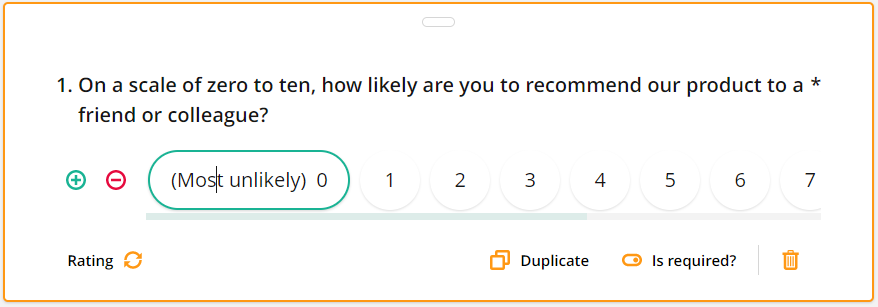 1. On a scale of zero to ten, how likely are you to recommend our product to a *
friend or colleague?
(Most unlikely) 0 1 2 3 4 5 6 7
Rating Duplicate Is required?